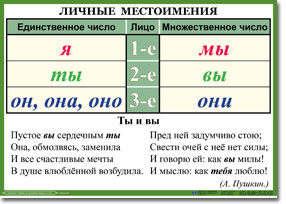 ЛИЧНЫЕ МЕСТОИМЕНИЯ
Единственное число Лицо Множественное число
я 1-е мы
ты 2-е вы
он, она, оно 3-е они
Ты и вы
Пустое вы сердечным ты
Она, обмолвясь, заменила
И все счастливые мечты
В душе влюблённой возбудила.
Пред ней задумчиво стою;
Свести очей с неё нет силы;
И говорю ей: как вы милы!
И мыслю: как тебя люблю!
(А. Пушкин.)